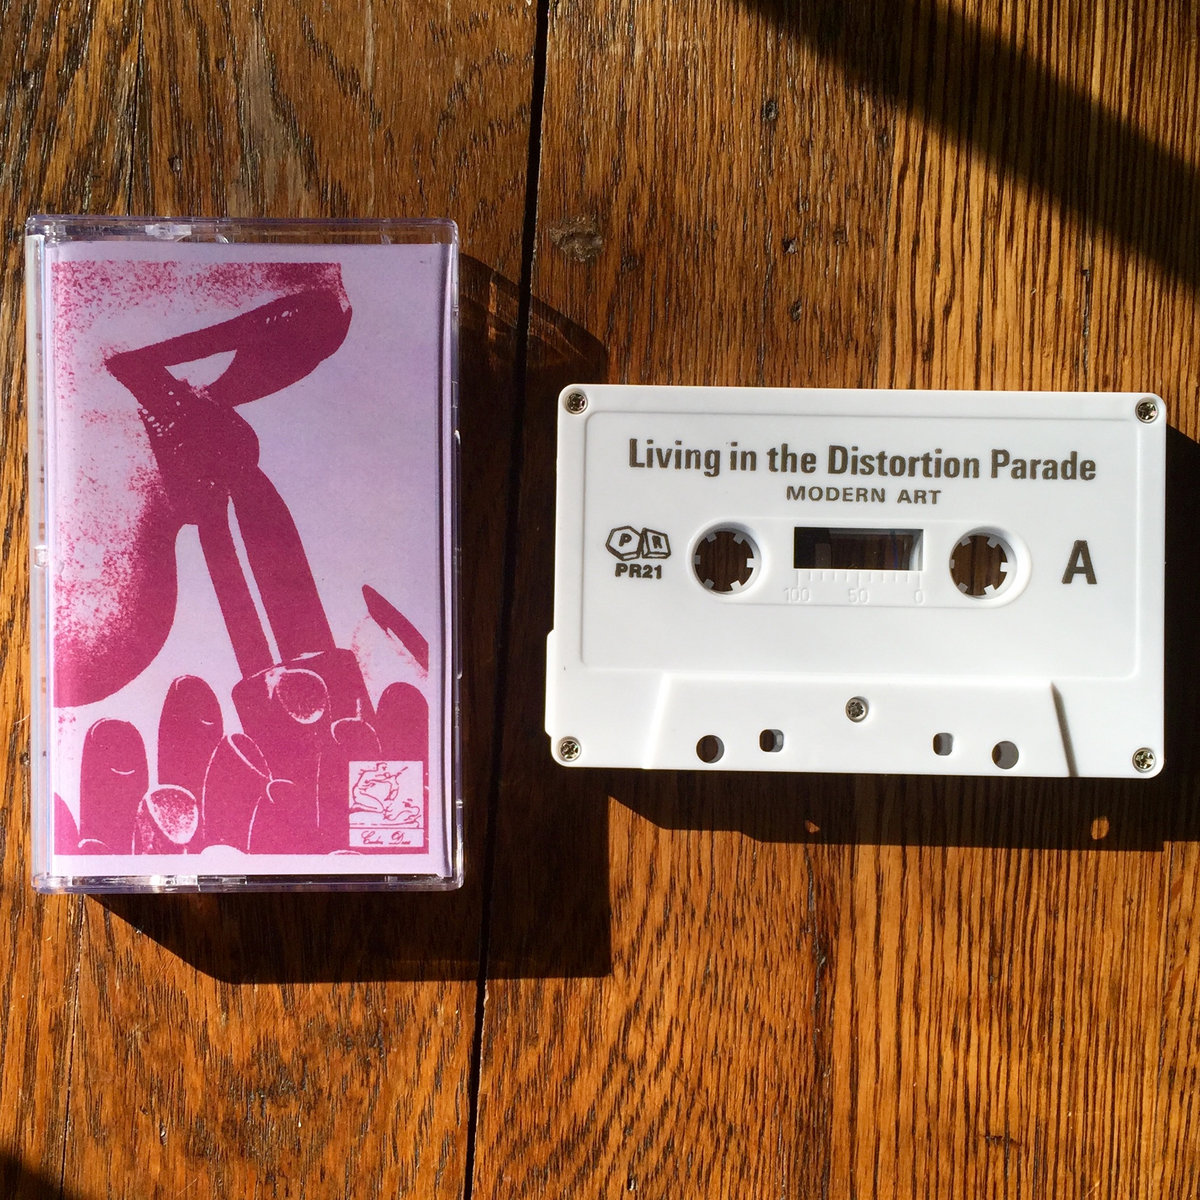 Living in the Distortion Parade
MODERN ART
P R
PR21
100 50 0
A